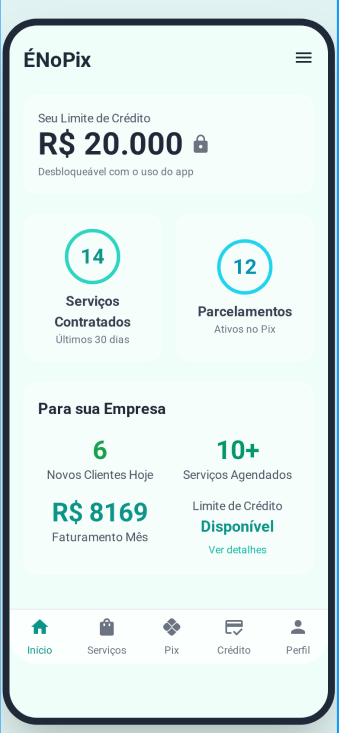 ÉNoPix
Seu Limite de Crédito
R$ 20.000
Desbloqueável com o uso do app
14
Serviços
Contratados
Últimos 30 dias
12
Parcelamentos
Ativos no Pix
Para sua Empresa
6
Novos Clientes Hoje
10+
Serviços Agendados
R$ 8169
Faturamento Mês
Limite de Crédito
Disponível
Ver detalhes
Início
Serviços
Pix
Crédito
Perfil